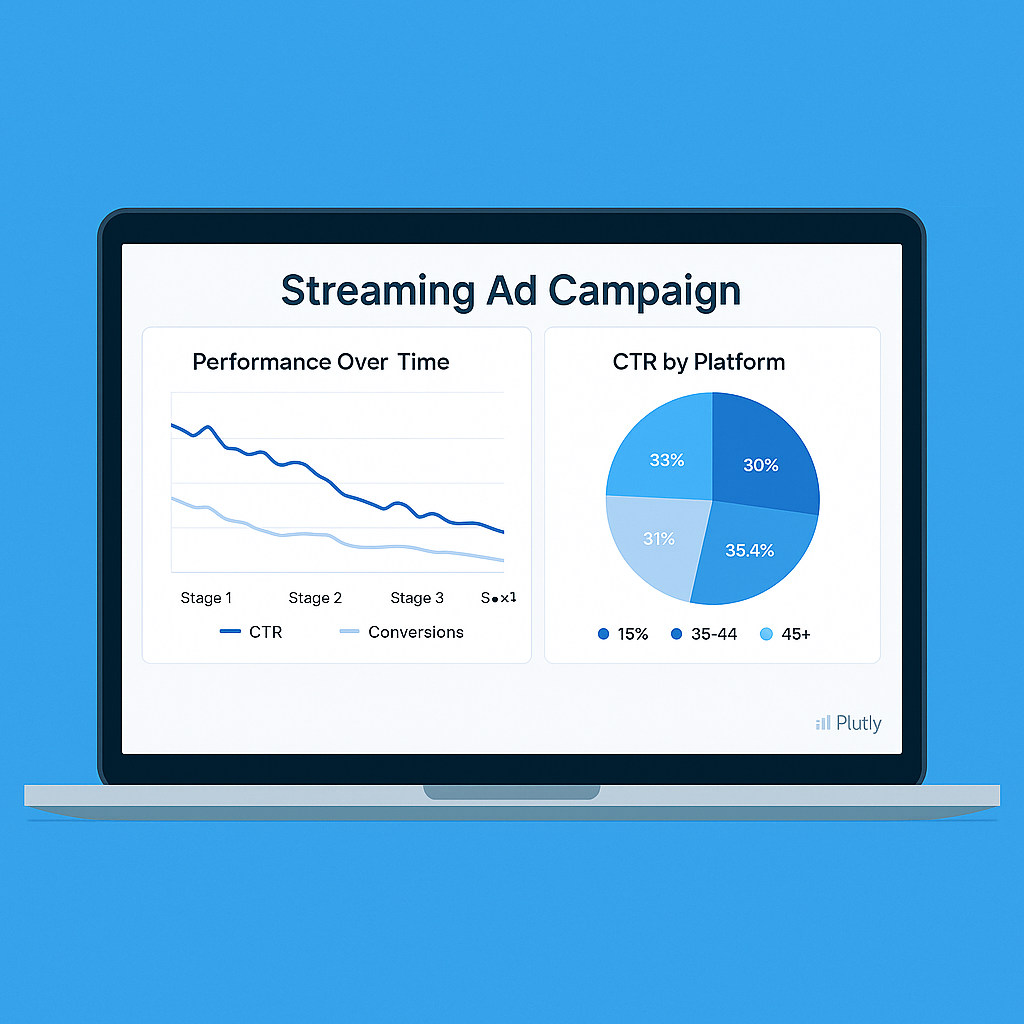 Streaming Ad Campaign
Performance Over Time
Stage 1 Stage 2 Stage 3
CTR Conversions
CTR by Platform
33% 30%
31% 35.4%
15% 35-44 45+
Plutly